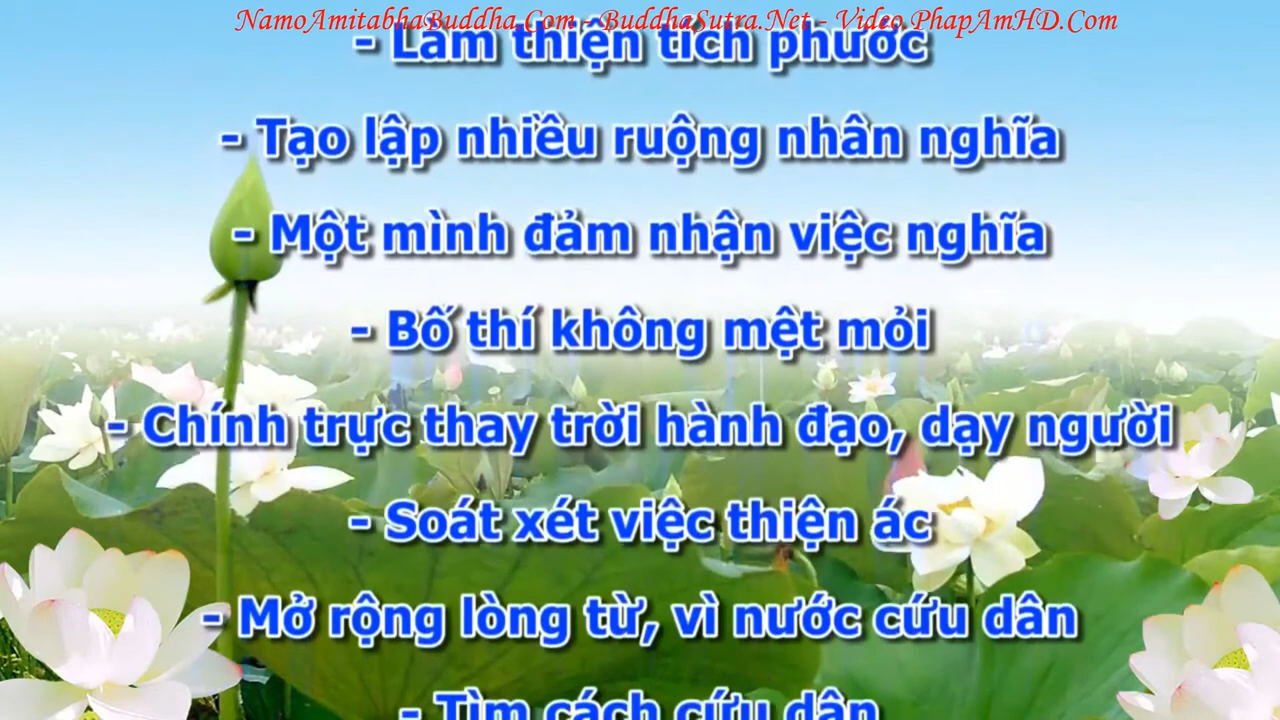 NamoAmitabhaBuddha.Com - BuddhaSutra.Net - Video.PhapAmHD.Com
- Làm thiện tích phước
- Tạo lập nhiều ruộng nhân nghĩa
- Một mình đảm nhận việc nghĩa
- Bố thí không mệt mỏi
- Chính trực thay trời hành đạo, dạy người
- Soát xét việc thiện ác
- Mở rộng lòng từ, vì nước cứu dân
- Tìm cách cứu dân